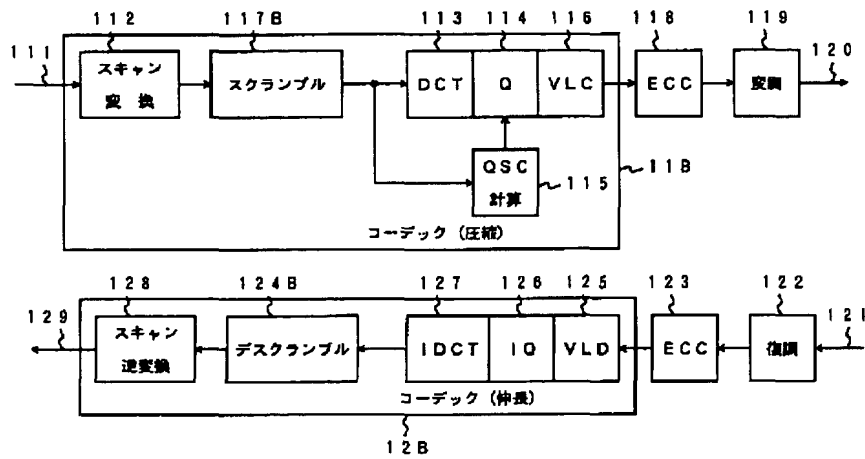 112
117B
113
114
116
118
119
111
120
スキャン
変換
スクランブル
DCT
Q
VLC
ECC
変調
QSC
計算
115
11B
コーデック (圧縮)
128
124B
127
126
125
123
122
129
121
スキャン
逆変換
デスクランブル
IDCT
IQ
VLD
ECC
復調
コーデック (伸長)
12B